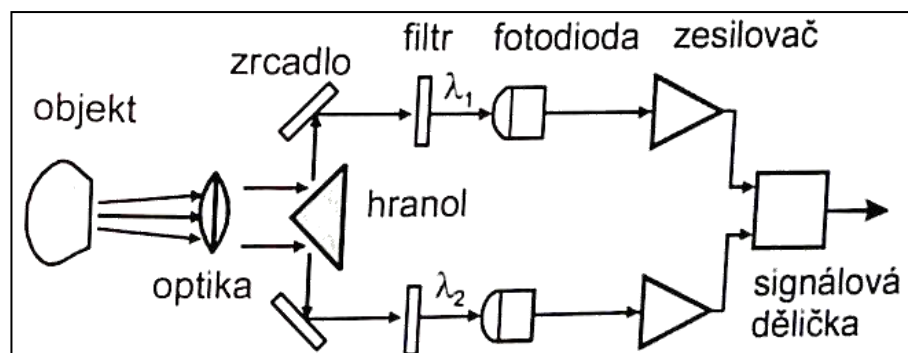 filtr
fotodioda
zesilovač
zrcadlo
objekt
λ1
hranol
optika
λ2
signálová
dělička